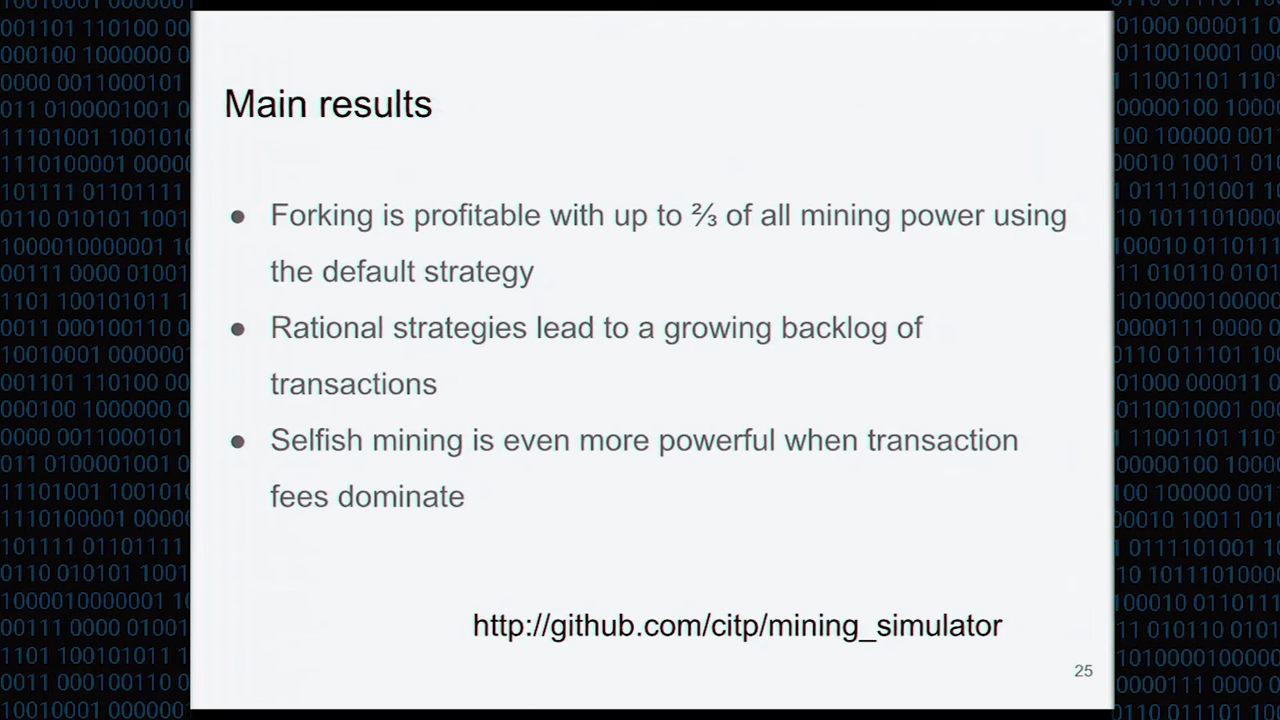 Main results
● Forking is profitable with up to ⅔ of all mining power using
the default strategy
● Rational strategies lead to a growing backlog of
transactions
● Selfish mining is even more powerful when transaction
fees dominate
http://github.com/citp/mining_simulator
25